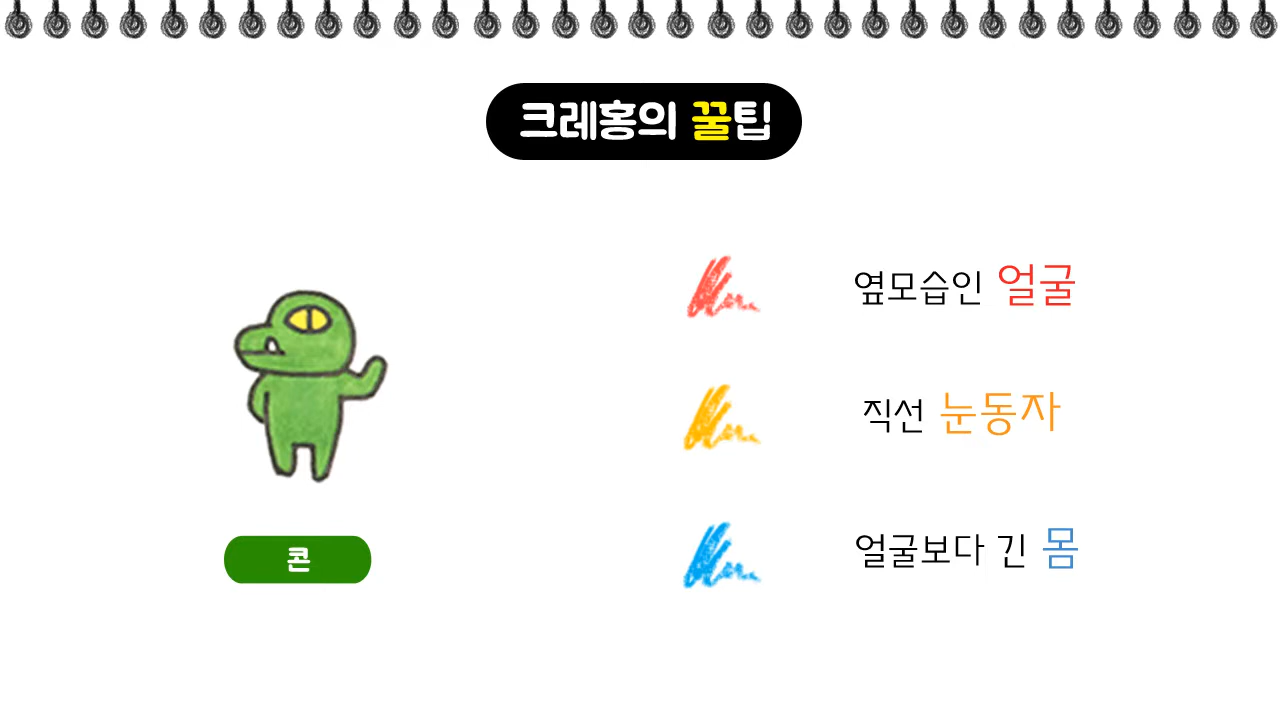 크레홍의 꿀팁
옆모습인 얼굴
직선 눈동자
얼굴보다 긴 몸
콘